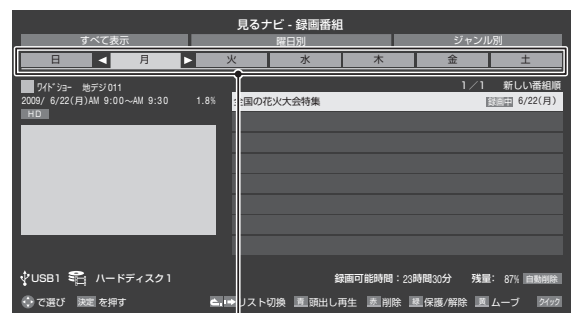 見るナビ - 録画番組
すべて表示 曜日別 ジャンル別
日 月 火 水 木 金 土
ワイドショー 地デジ011 1/1 新しい番組順
2009/ 6/22(月)AM 9:00~AM 9:30 1.8% 全国の花火大会特集 録画中 6/22(月)
HD
USB1 ハードディスク1 録画可能時間:23時間30分 残量: 87% 自動削除
で選び 決定 を押す リスト切換 青 頭出し再生 赤 削除 緑 保護/解除 黄 ムーブ クイック